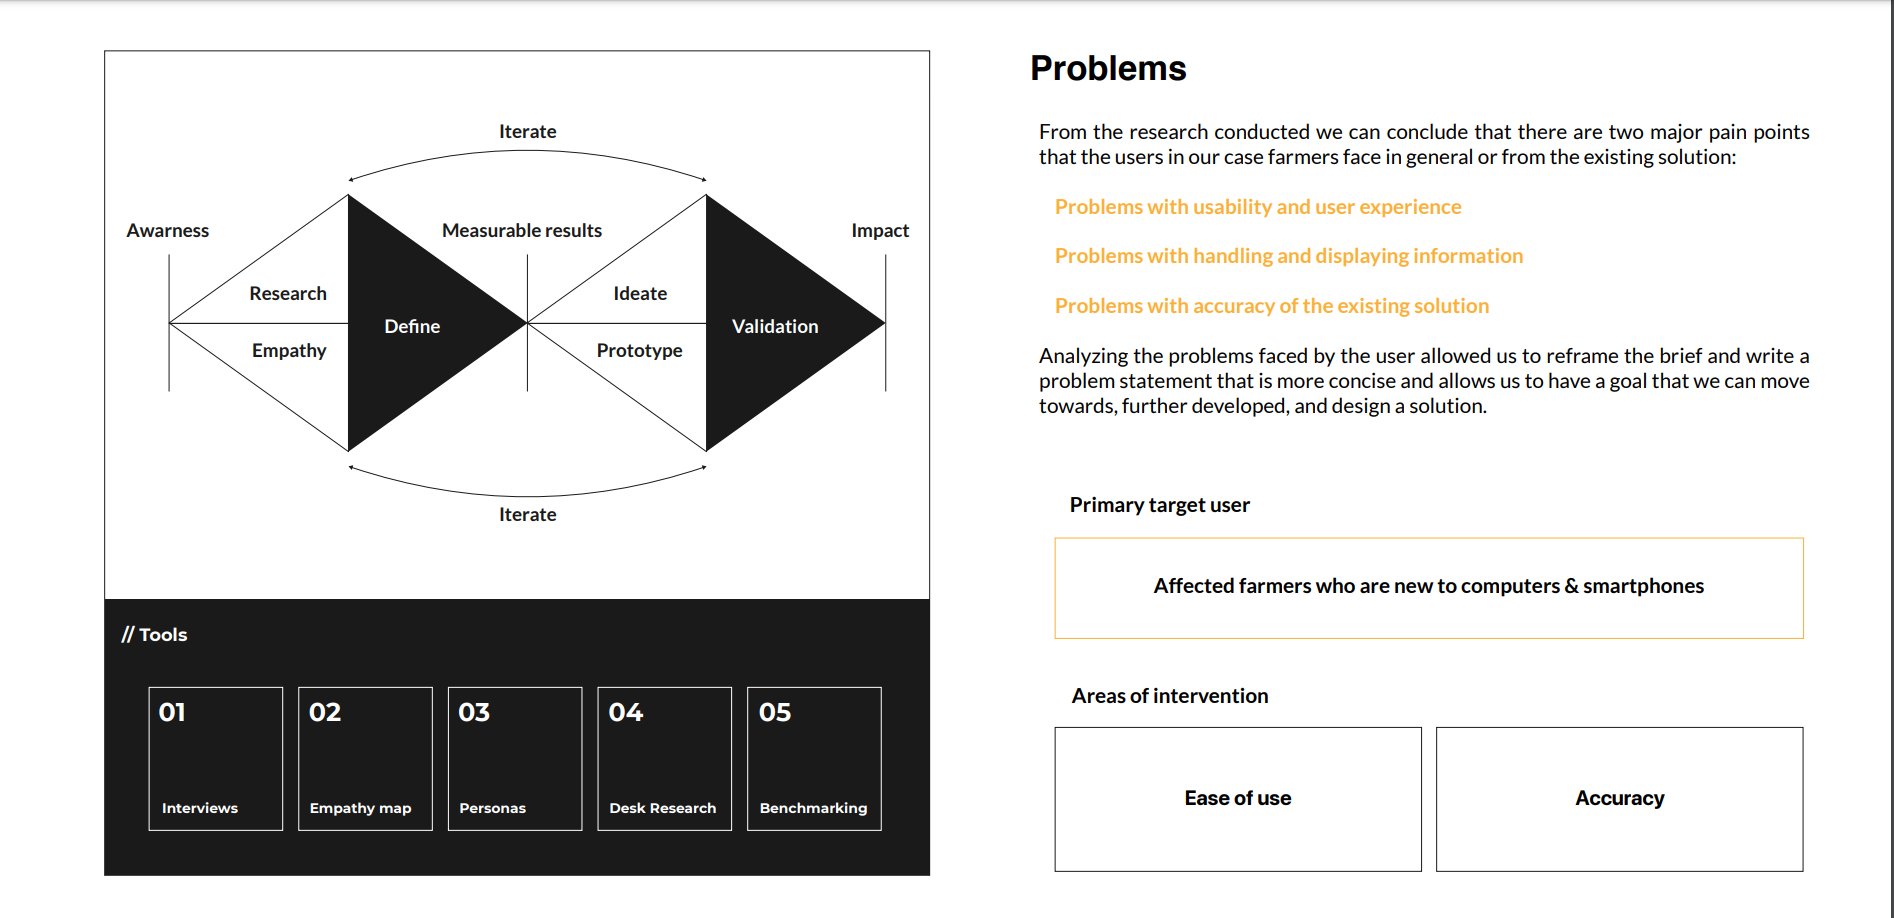 Iterate
Awarness
Measurable results
Impact
Research
Ideate
Define
Validation
Empathy
Prototype
Iterate
// Tools
01
02
03
04
05
Interviews
Empathy map
Personas
Desk Research
Benchmarking
Problems
From the research conducted we can conclude that there are two major pain points
that the users in our case farmers face in general or from the existing solution:
Problems with usability and user experience
Problems with handling and displaying information
Problems with accuracy of the existing solution
Analyzing the problems faced by the user allowed us to reframe the brief and write a
problem statement that is more concise and allows us to have a goal that we can move
towards, further developed, and design a solution.
Primary target user
Affected farmers who are new to computers & smartphones
Areas of intervention
Ease of use
Accuracy